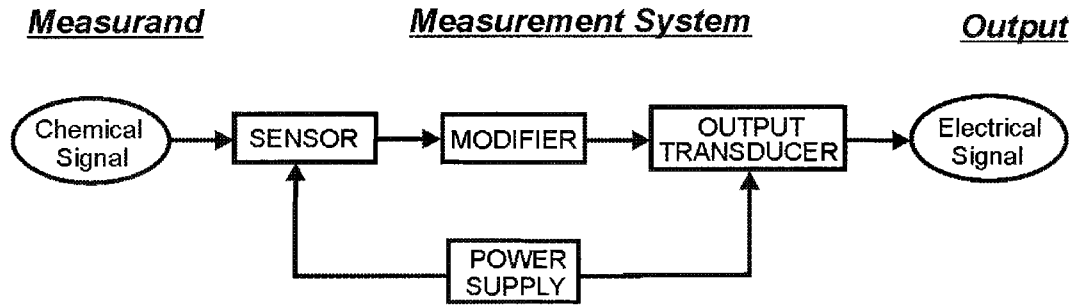 Measurand
Measurement System
Output
Chemical
Signal
SENSOR
MODIFIER
OUTPUT
TRANSDUCER
Electrical
Signal
POWER
SUPPLY